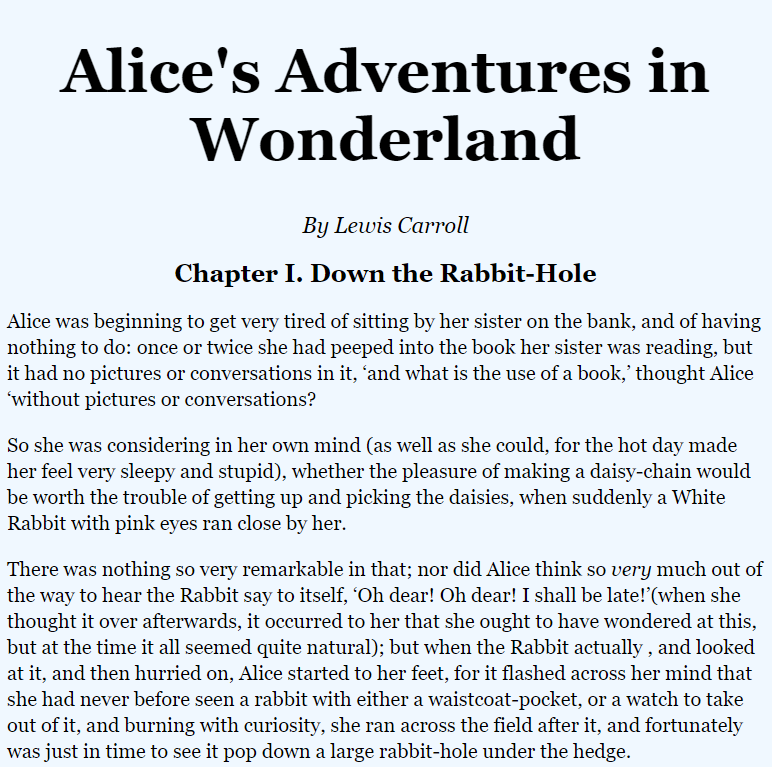 Alice's Adventures in
Wonderland
By Lewis Carroll
Chapter I. Down the Rabbit-Hole
Alice was beginning to get very tired of sitting by her sister on the bank, and of having
nothing to do: once or twice she had peeped into the book her sister was reading, but
it had no pictures or conversations in it, ‘and what is the use of a book,’ thought Alice
‘without pictures or conversations?
So she was considering in her own mind (as well as she could, for the hot day made
her feel very sleepy and stupid), whether the pleasure of making a daisy-chain would
be worth the trouble of getting up and picking the daisies, when suddenly a White
Rabbit with pink eyes ran close by her.
There was nothing so very remarkable in that; nor did Alice think so very much out of
the way to hear the Rabbit say to itself, ‘Oh dear! Oh dear! I shall be late!’(when she
thought it over afterwards, it occurred to her that she ought to have wondered at this,
but at the time it all seemed quite natural); but when the Rabbit actually , and looked
at it, and then hurried on, Alice started to her feet, for it flashed across her mind that
she had never before seen a rabbit with either a waistcoat-pocket, or a watch to take
out of it, and burning with curiosity, she ran across the field after it, and fortunately
was just in time to see it pop down a large rabbit-hole under the hedge.